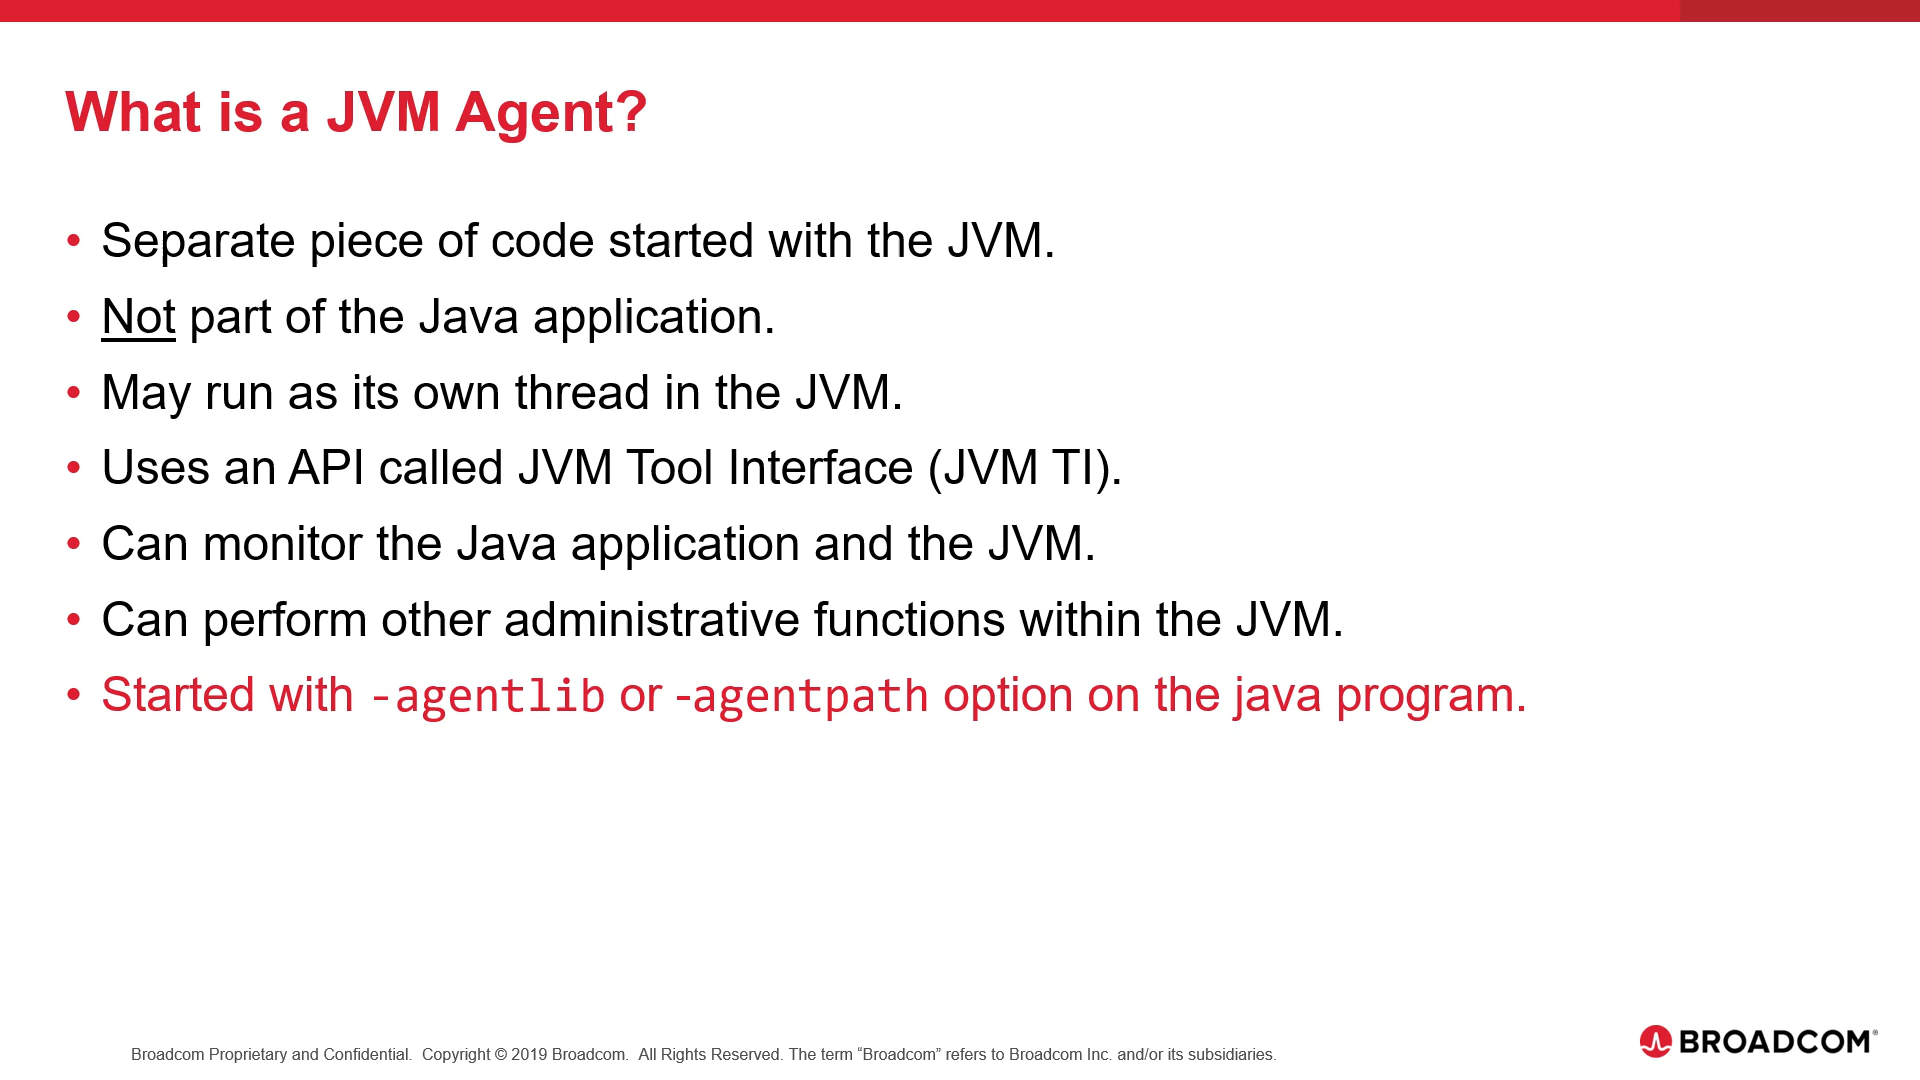 What is a JVM Agent?
• Separate piece of code started with the JVM.
• Not part of the Java application.
• May run as its own thread in the JVM.
• Uses an API called JVM Tool Interface (JVM TI).
• Can monitor the Java application and the JVM.
• Can perform other administrative functions within the JVM.
• Started with -agentlib or -agentpath option on the java program.
Broadcom Proprietary and Confidential. Copyright © 2019 Broadcom. All Rights Reserved. The term “Broadcom” refers to Broadcom Inc. and/or its subsidiaries.
BROADCOM®